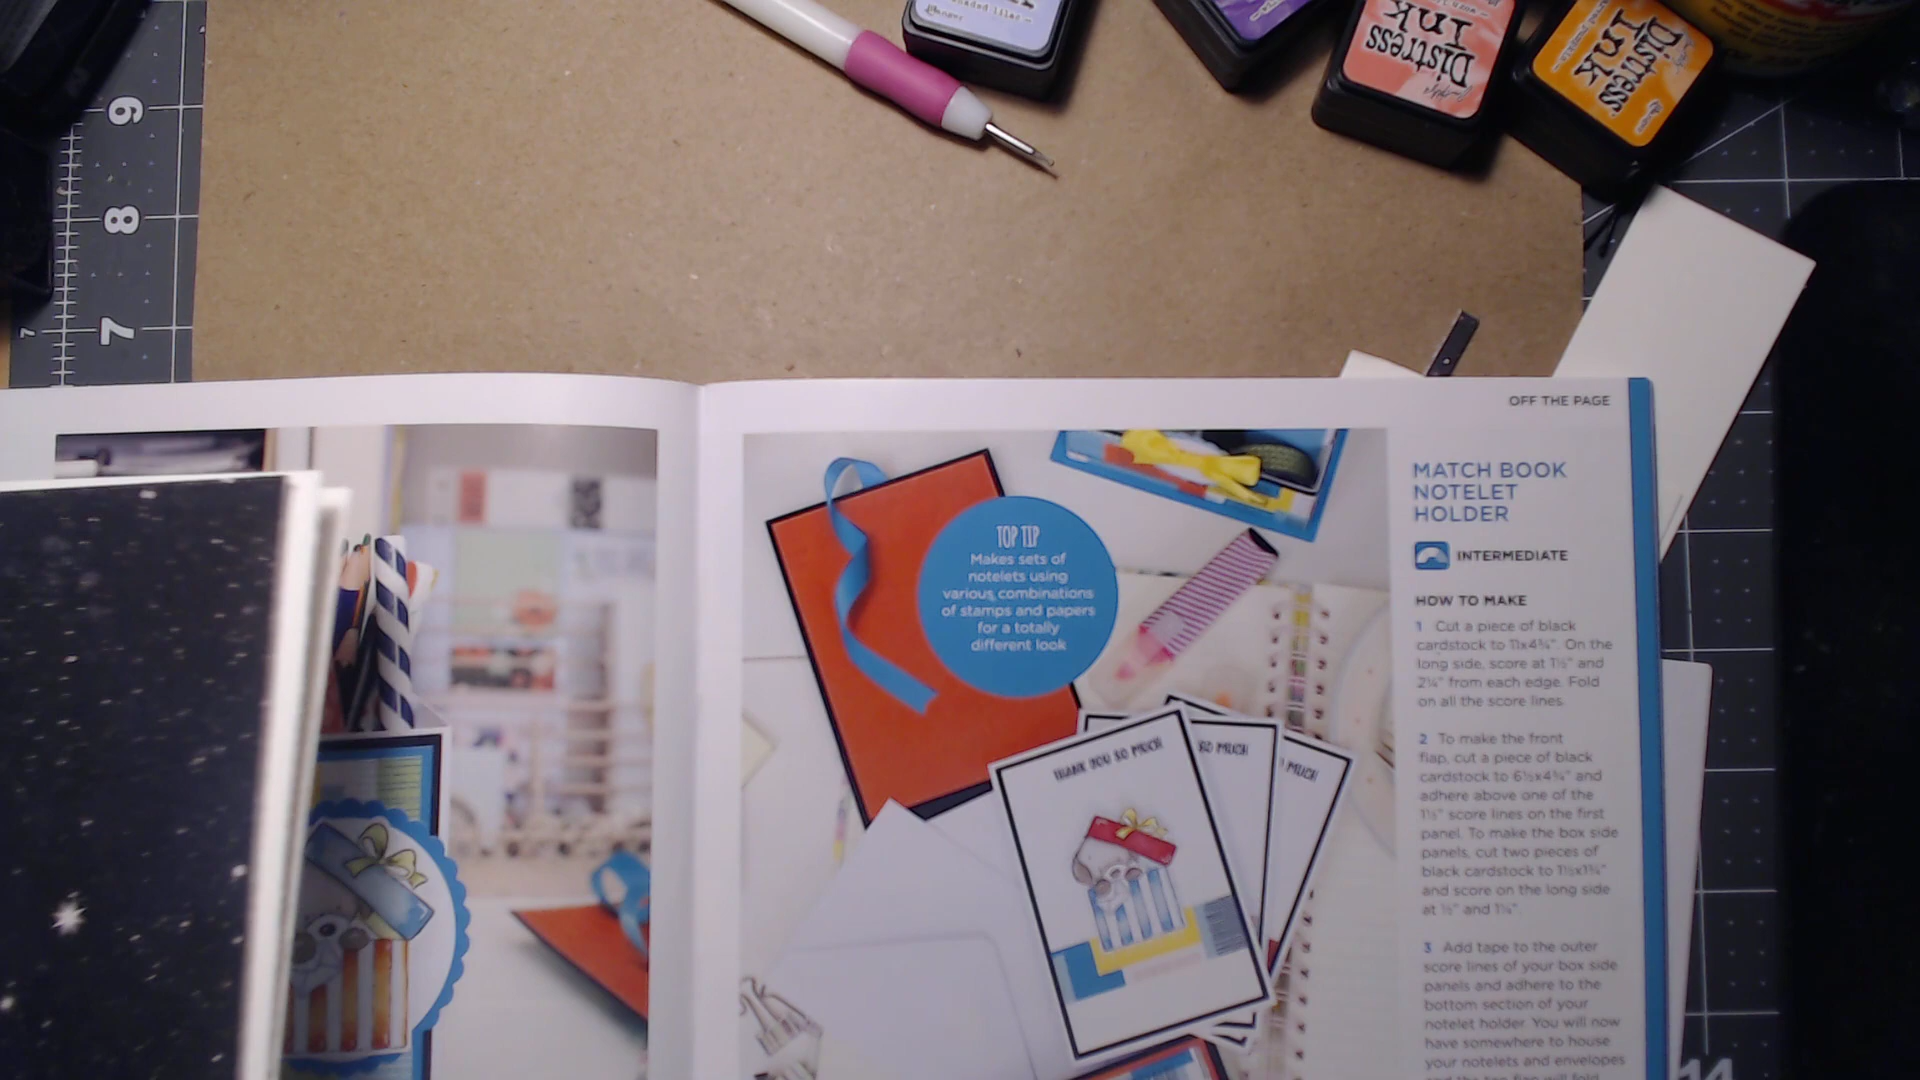 9
8
7
7
Distress
Ink
Distress
Ink
OFF THE PAGE
MATCH BOOK
NOTELET
HOLDER
INTERMEDIATE
HOW TO MAKE
1 Cut a piece of black
cardstock to 11x4¾". On the
long side, score at 1½" and
2¼" from each edge. Fold
on all the score lines.
2 To make the front
flap, cut a piece of black
cardstock to 6½x4¾" and
adhere above one of the
1½" score lines on the first
panel. To make the box side
panels, cut two pieces of
black cardstock to 1½x1¾"
and score on the long side
at ½" and 1¼".
3 Add tape to the outer
score lines of your box side
panels and adhere to the
bottom section of your
notelet holder. You will now
have somewhere to house
your notelets and envelopes
and the top flap will fold
TOP TIP
Makes sets of
notelets using
various combinations
of stamps and papers
for a totally
different look
THANK YOU SO MUCH
SO MUCH
MUCH
14